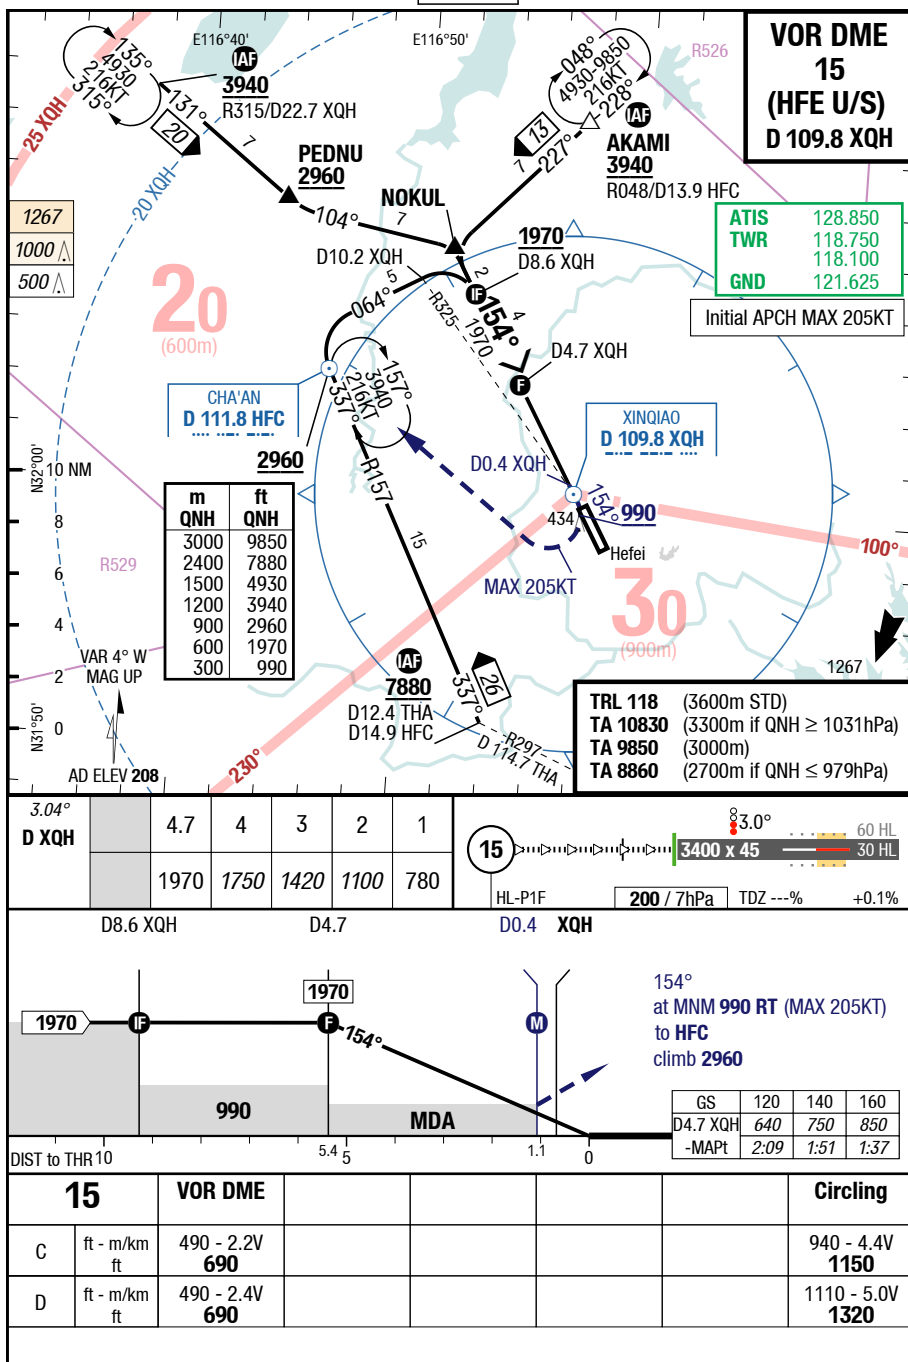 VOR DME
15
(HFE U/S)
D 109.8 XQH
E116°40'
E116°50'
135°
4930
216KT
315°
IAF
3940
R315/D22.7 XQH
131°
7
20
25 XQH
20 XQH
PEDNU
2960
104°
7
NOKUL
048°
4930-9850
216KT
228°
IAF
AKAMI
3940
R048/D13.9 HFC
13
7
227°
R526
ATIS 128.850
TWR 118.750
118.100
GND 121.625
Initial APCH MAX 205KT
1267
1000
500
20
(600m)
D10.2 XQH
1970
D8.6 XQH
2
IF
5
064°
R325
1970
154°
4
D4.7 XQH
F
CHA'AN
D 111.8 HFC
2960
157°
3940
216KT
337°
R157
15
XINQIAO
D 109.8 XQH
D0.4 XQH
154°
990
434
Hefei
MAX 205KT
100°
30
(900m)
1267
230°
N32°00'
10 NM
8
6
4
2
0
N31°50'
R529
m ft
QNH QNH
3000 9850
2400 7880
1500 4930
1200 3940
900 2960
600 1970
300 990
VAR 4° W
MAG UP
AD ELEV 208
IAF
7880
D12.4 THA
D14.9 HFC
337°
26
R297
D 114.7 THA
TRL 118 (3600m STD)
TA 10830 (3300m if QNH ≥ 1031hPa)
TA 9850 (3000m)
TA 8860 (2700m if QNH ≤ 979hPa)
3.04°
D XQH 4.7 4 3 2 1
1970 1750 1420 1100 780
15
3.0°
3400 x 45
60 HL
30 HL
HL-P1F
200 / 7hPa
TDZ ---%
+0.1%
D8.6 XQH D4.7 D0.4 XQH
1970
IF
1970
F
154°
M
154°
at MNM 990 RT (MAX 205KT)
to HFC
climb 2960
990
MDA
GS 120 140 160
D4.7 XQH 640 750 850
-MAPt 2:09 1:51 1:37
DIST to THR 10 5.4 5 1.1 0
15 VOR DME Circling
C ft - m/km 490 - 2.2V 940 - 4.4V
ft 690 1150
D ft - m/km 490 - 2.4V 1110 - 5.0V
ft 690 1320